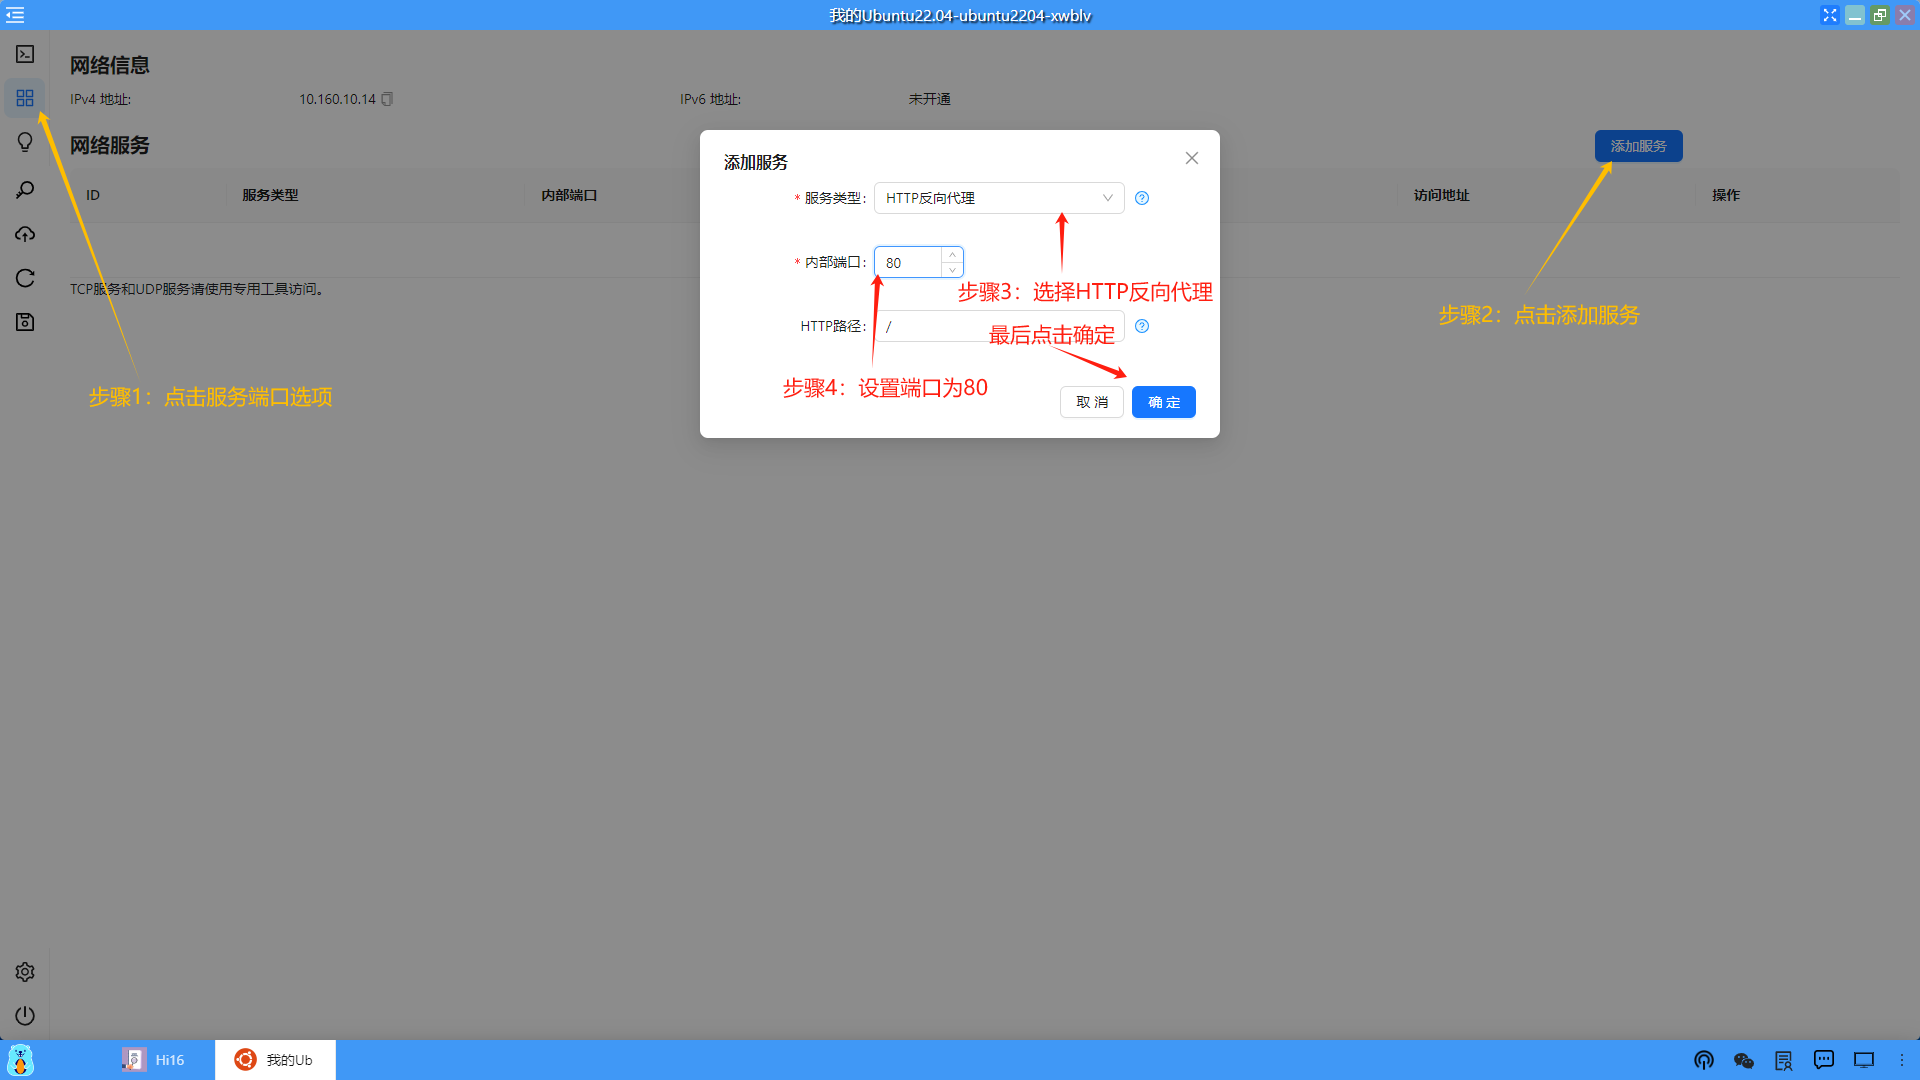 我的Ubuntu22.04-ubuntu2204-xwblv
网络信息
IPv4 地址: 10.160.10.14 IPv6 地址: 未开通
网络服务
添加服务
ID 服务类型 内部端口 访问地址 操作
TCP服务和UDP服务请使用专用工具访问。
添加服务
* 服务类型: HTTP反向代理
* 内部端口: 80
步骤3：选择HTTP反向代理
HTTP路径: /
最后点击确定
步骤4：设置端口为80
取 消 确 定
步骤2：点击添加服务
步骤1：点击服务端口选项
Hi16 我的Ub